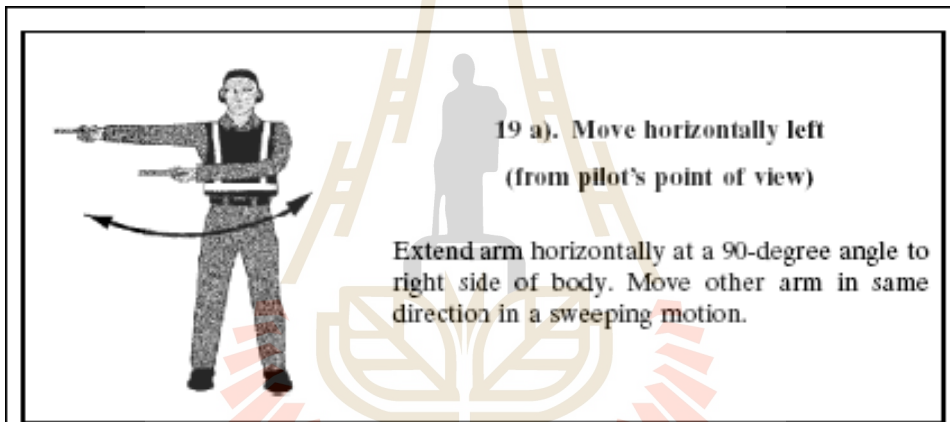 19 a). Move horizontally left
(from pilot's point of view)
Extend arm horizontally at a 90-degree angle to
right side of body. Move other arm in same
direction in a sweeping motion.